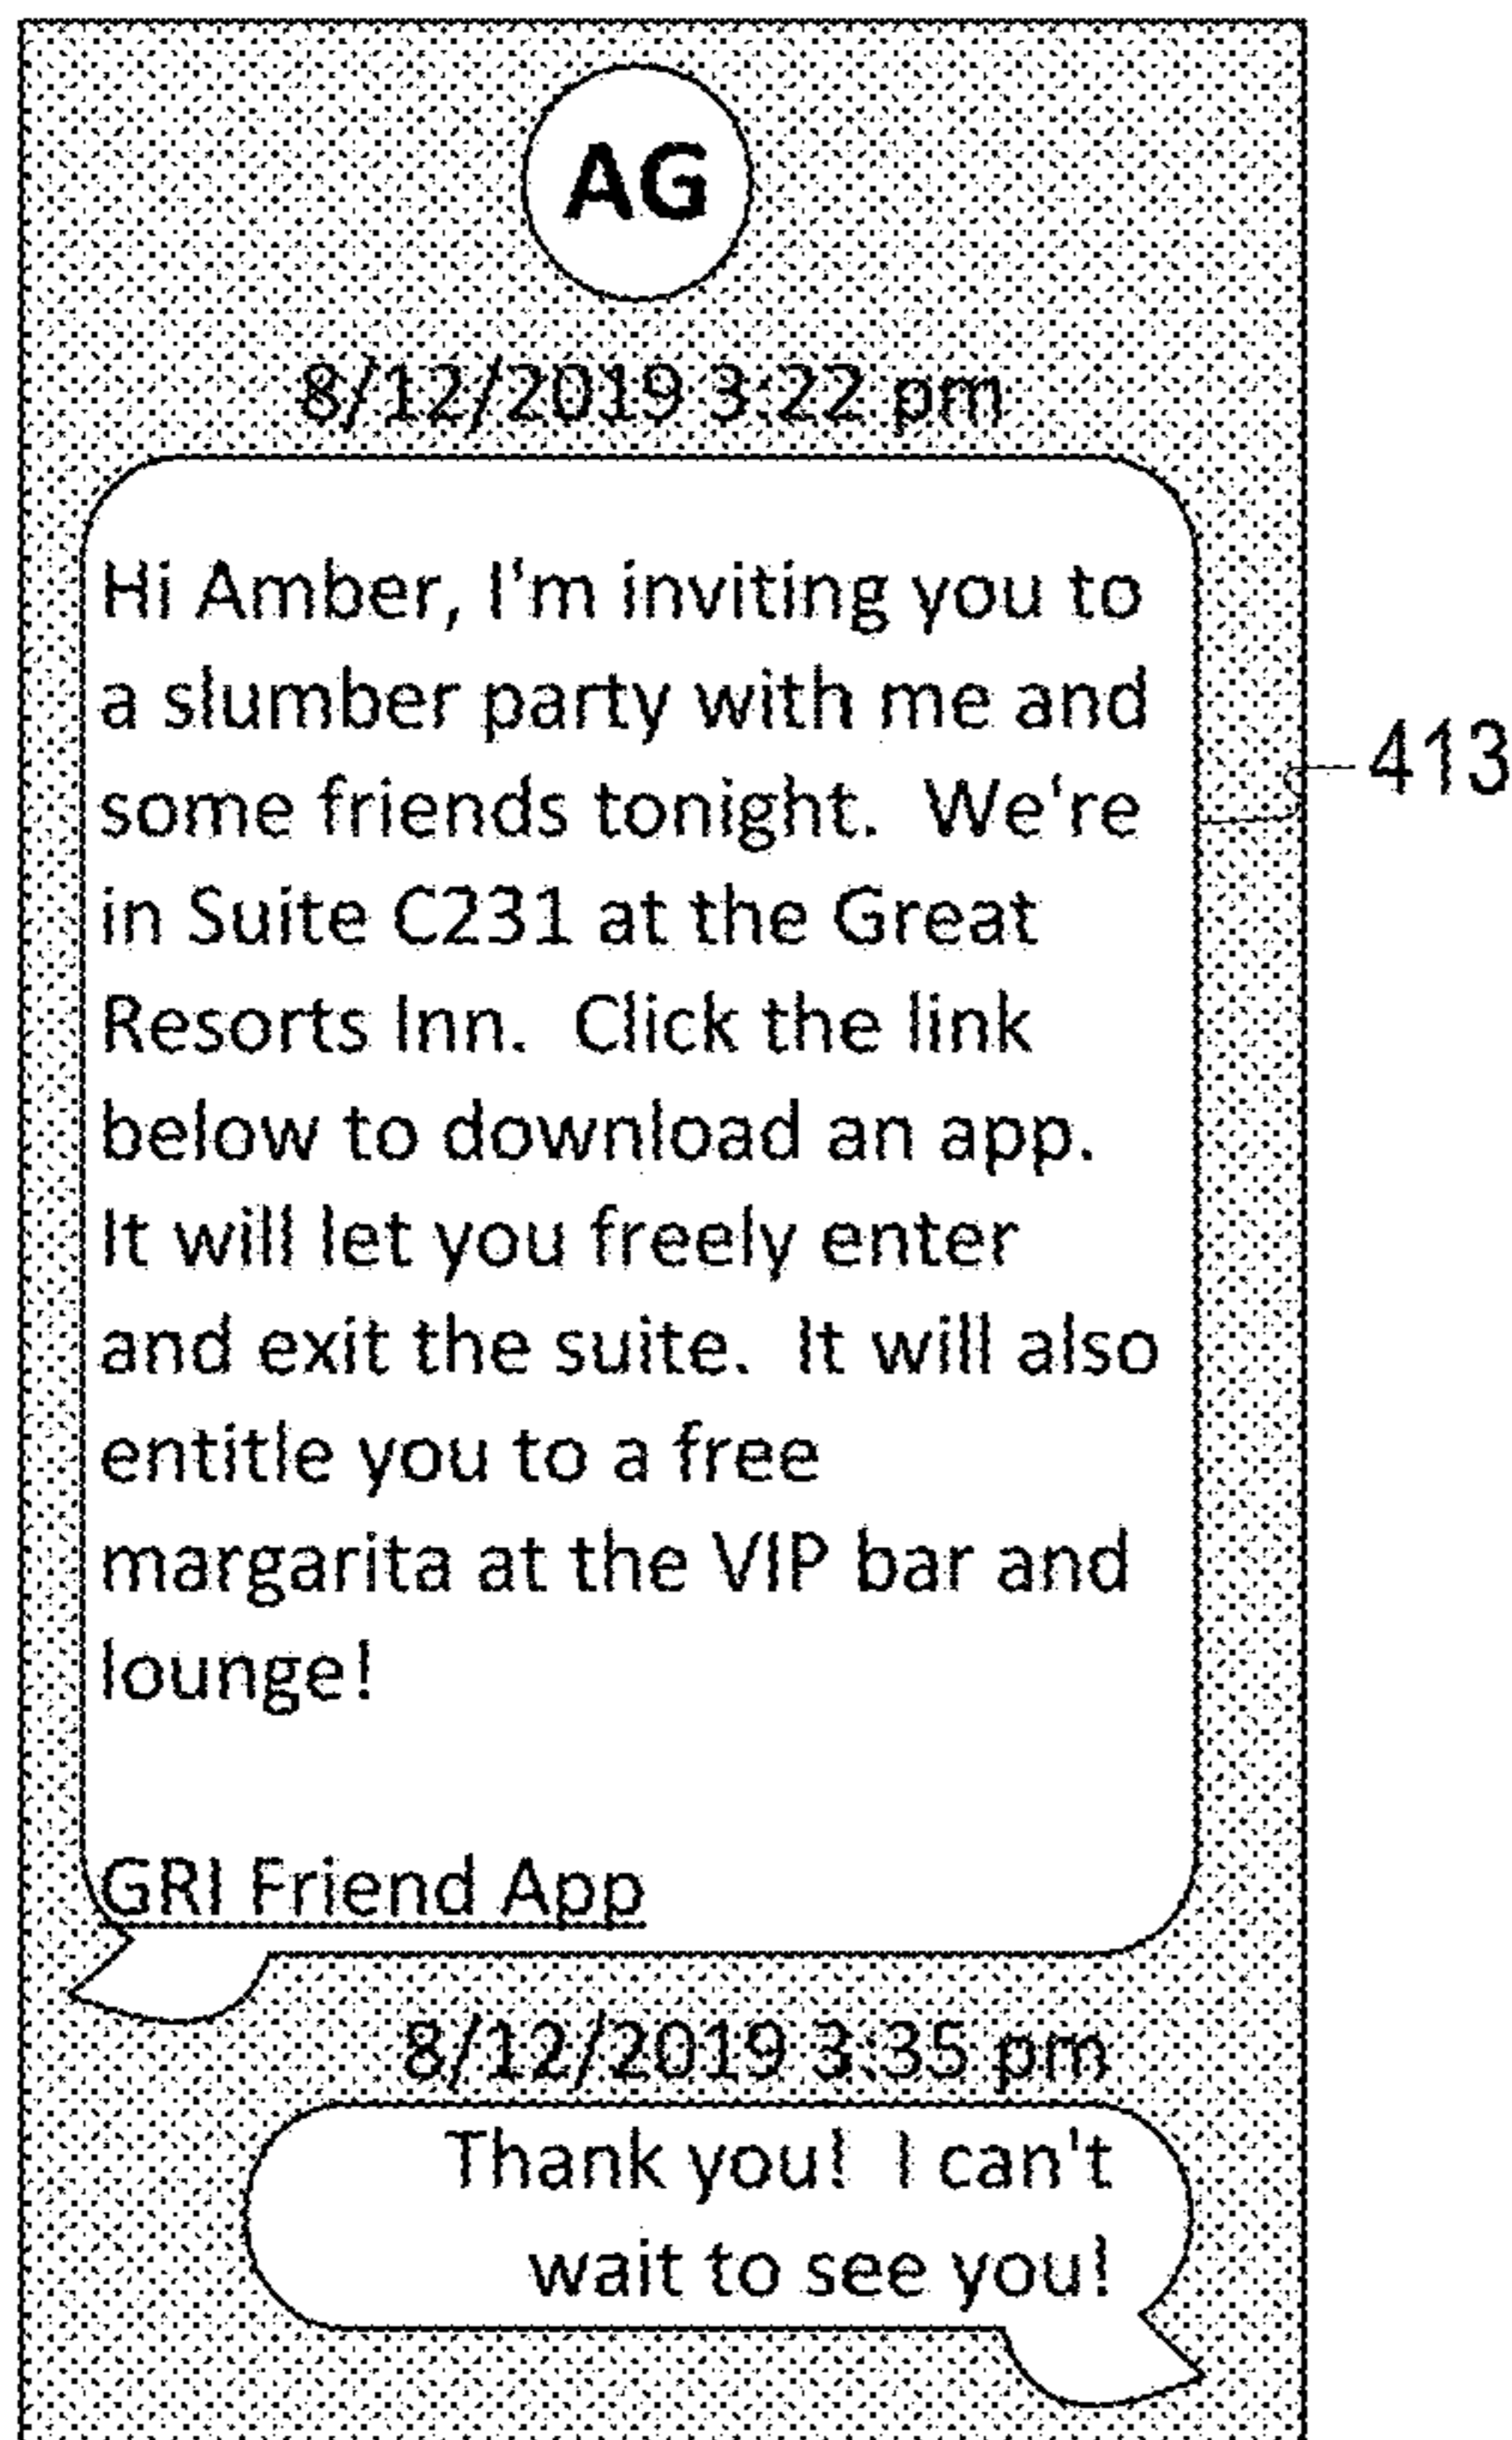 AG
8/12/2019 3:22 pm
Hi Amber, I'm inviting you to
a slumber party with me and
some friends tonight.  We're
in Suite C231 at the Great
Resorts Inn.  Click the link
below to download an app.
It will let you freely enter
and exit the suite.  It will also
entitle you to a free
margarita at the VIP bar and
lounge!
GRI Friend App
413
8/12/2019 3:35 pm
Thank you!  I can't
wait to see you!